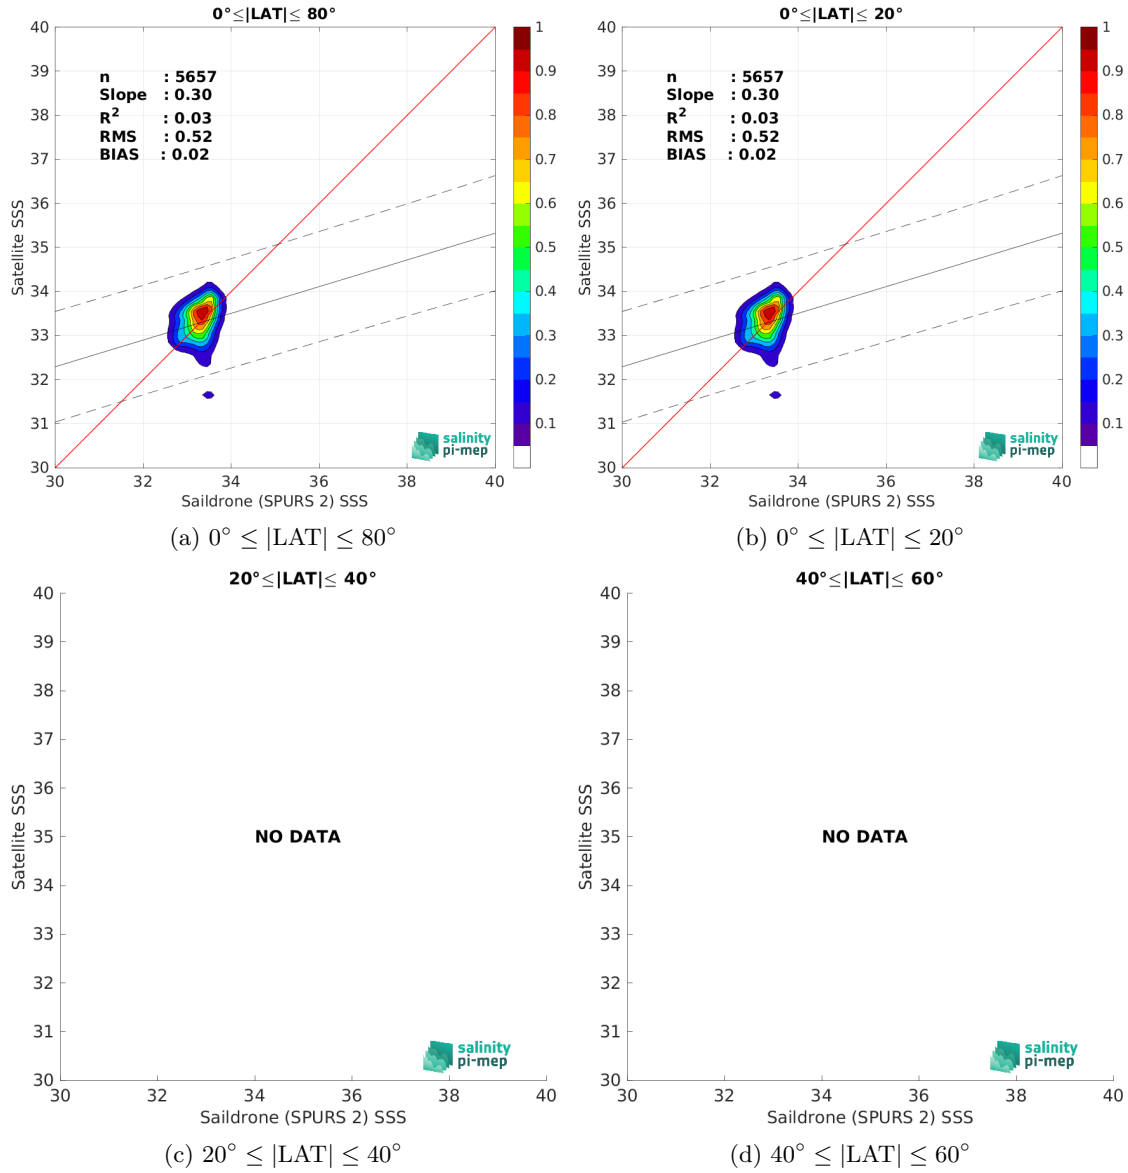 0°≤|LAT|≤ 80°
40
39
38
37
36
35
34
33
32
31
30
Satellite SSS
n : 5657
Slope : 0.30
R² : 0.03
RMS : 0.52
BIAS : 0.02
1
0.9
0.8
0.7
0.6
0.5
0.4
0.3
0.2
0.1
salinity
pi-mep
30 32 34 36 38 40
Saildrone (SPURS 2) SSS
(a) 0° ≤ |LAT| ≤ 80°
0°≤|LAT|≤ 20°
40
39
38
37
36
35
34
33
32
31
30
Satellite SSS
n : 5657
Slope : 0.30
R² : 0.03
RMS : 0.52
BIAS : 0.02
1
0.9
0.8
0.7
0.6
0.5
0.4
0.3
0.2
0.1
salinity
pi-mep
30 32 34 36 38 40
Saildrone (SPURS 2) SSS
(b) 0° ≤ |LAT| ≤ 20°
20°≤|LAT|≤ 40°
40
39
38
37
36
35
34
33
32
31
30
Satellite SSS
NO DATA
salinity
pi-mep
30 32 34 36 38 40
Saildrone (SPURS 2) SSS
(c) 20° ≤ |LAT| ≤ 40°
40°≤|LAT|≤ 60°
40
39
38
37
36
35
34
33
32
31
30
Satellite SSS
NO DATA
salinity
pi-mep
30 32 34 36 38 40
Saildrone (SPURS 2) SSS
(d) 40° ≤ |LAT| ≤ 60°